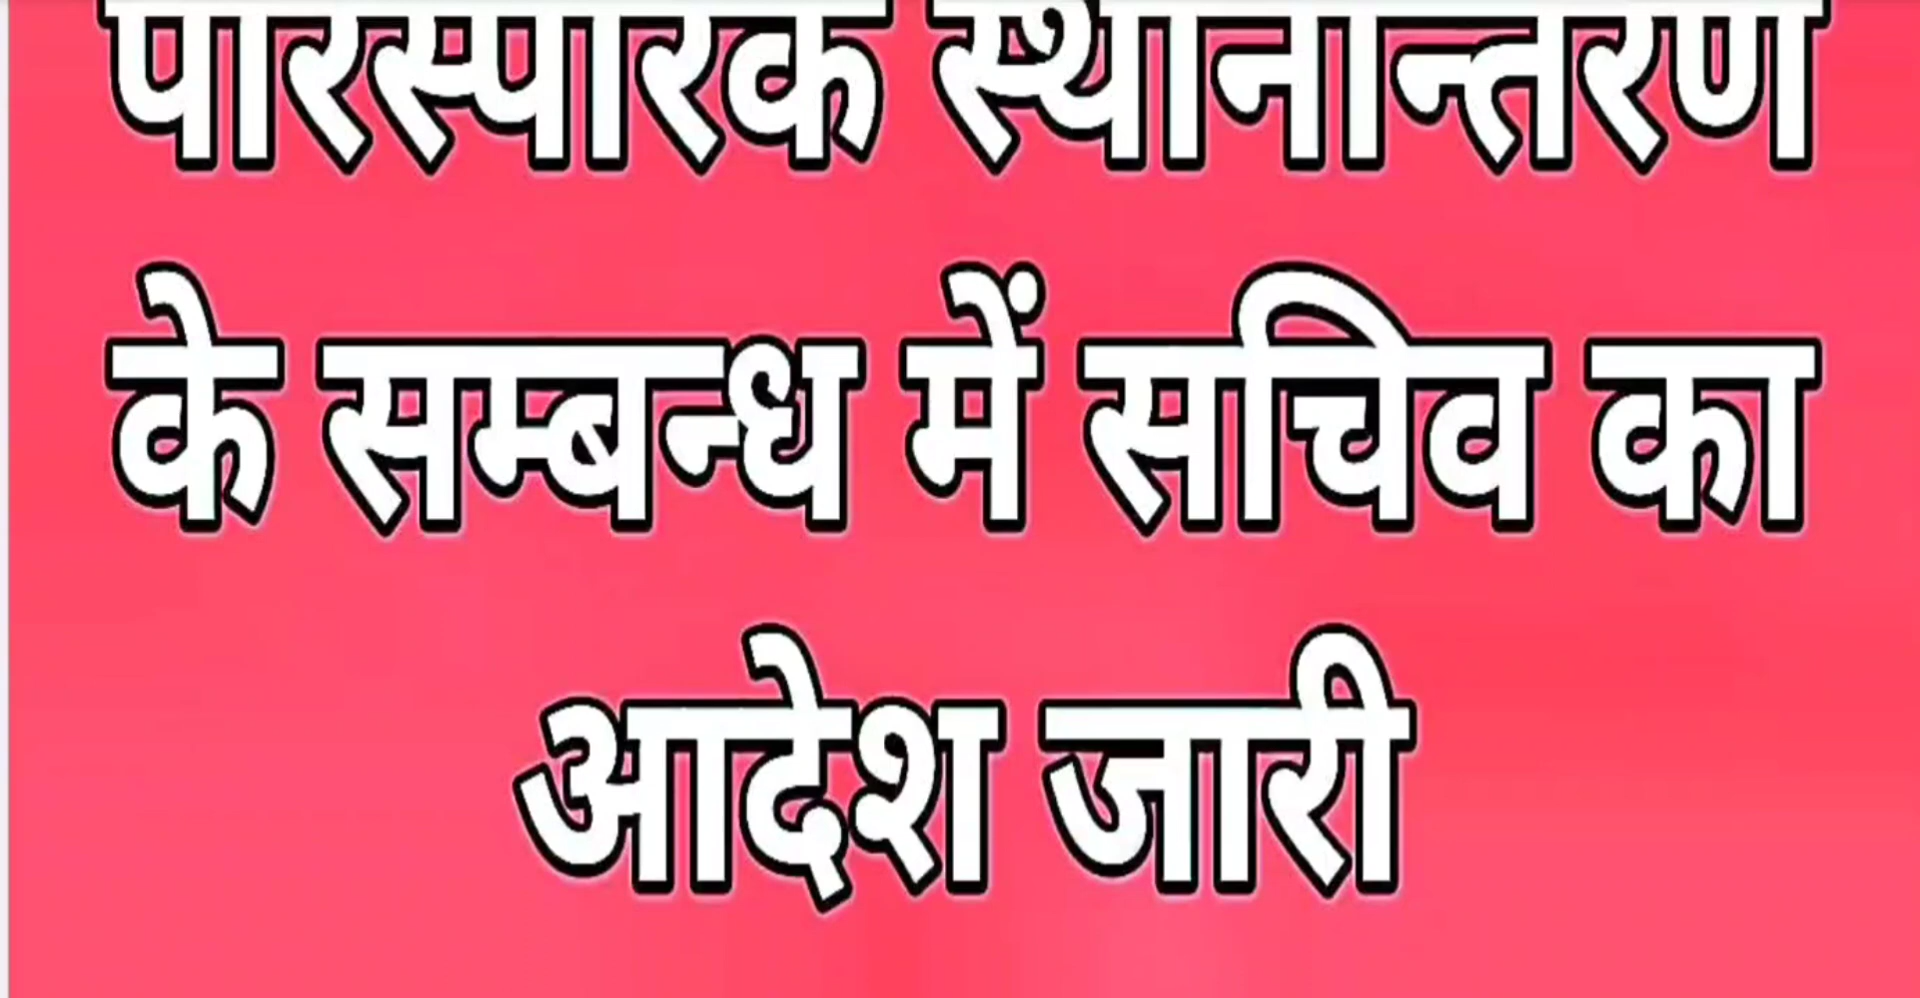 पारस्परिक स्थानान्तरण
के सम्बन्ध में सचिव का
आदेश जारी